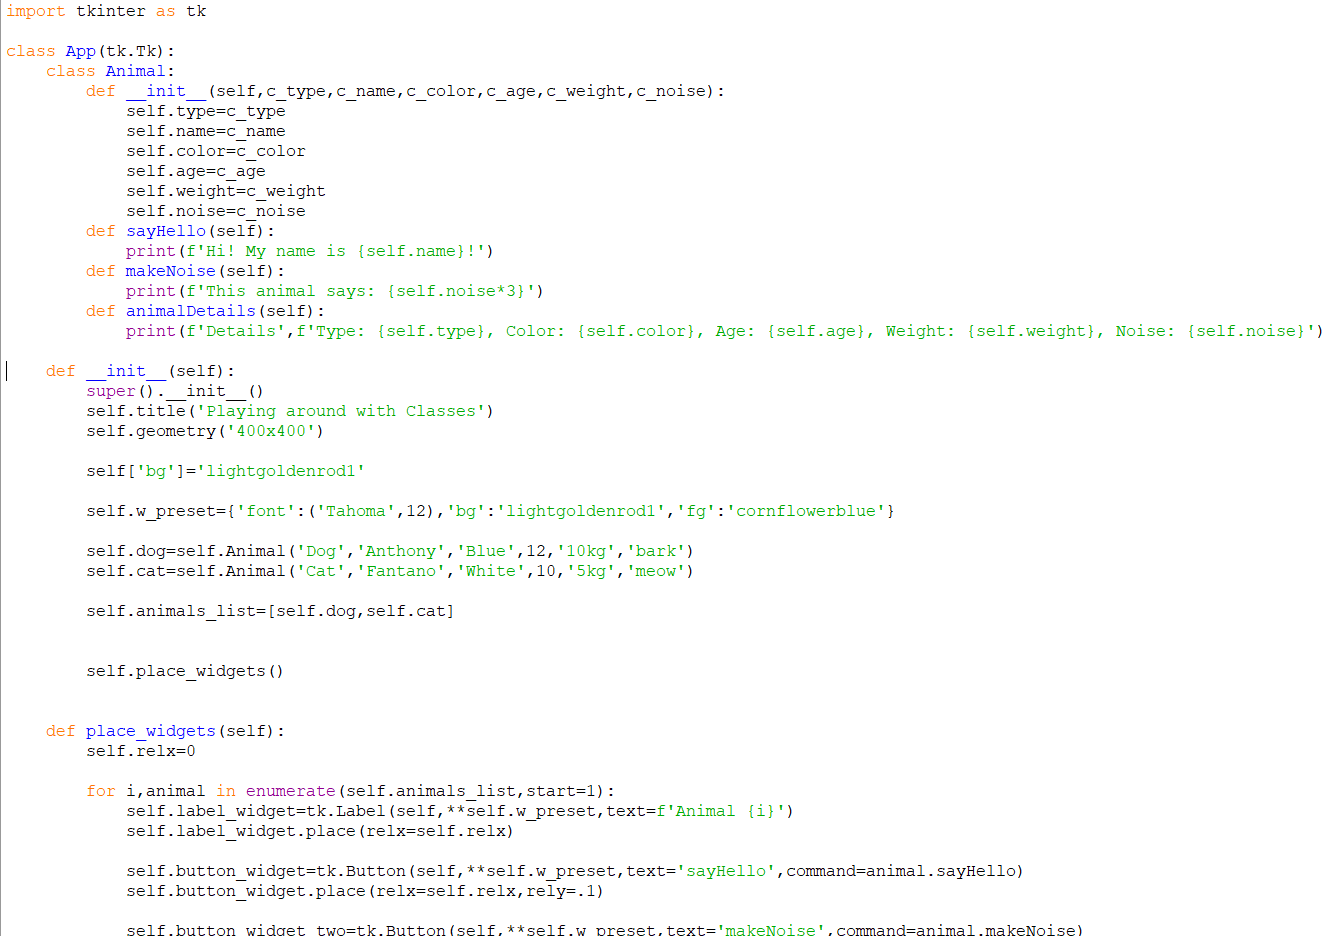 import tkinter as tk
class App(tk.Tk):
    class Animal:
        def __init__(self,c_type,c_name,c_color,c_age,c_weight,c_noise):
            self.type=c_type
            self.name=c_name
            self.color=c_color
            self.age=c_age
            self.weight=c_weight
            self.noise=c_noise
        def sayHello(self):
            print(f'Hi! My name is {self.name}!')
        def makeNoise(self):
            print(f'This animal says: {self.noise*3}')
        def animalDetails(self):
            print(f'Details',f'Type: {self.type}, Color: {self.color}, Age: {self.age}, Weight: {self.weight}, Noise: {self.noise}')
    def __init__(self):
        super().__init__()
        self.title('Playing around with Classes')
        self.geometry('400x400')
        self['bg']='lightgoldenrod1'
        self.w_preset={'font':('Tahoma',12),'bg':'lightgoldenrod1','fg':'cornflowerblue'}
        self.dog=self.Animal('Dog','Anthony','Blue',12,'10kg','bark')
        self.cat=self.Animal('Cat','Fantano','White',10,'5kg','meow')
        self.animals_list=[self.dog,self.cat]
        self.place_widgets()
    def place_widgets(self):
        self.relx=0
        for i,animal in enumerate(self.animals_list,start=1):
            self.label_widget=tk.Label(self,**self.w_preset,text=f'Animal {i}')
            self.label_widget.place(relx=self.relx)
            self.button_widget=tk.Button(self,**self.w_preset,text='sayHello',command=animal.sayHello)
            self.button_widget.place(relx=self.relx,rely=.1)
            self.button_widget_two=tk.Button(self,**self.w_preset,text='makeNoise',command=animal.makeNoise)